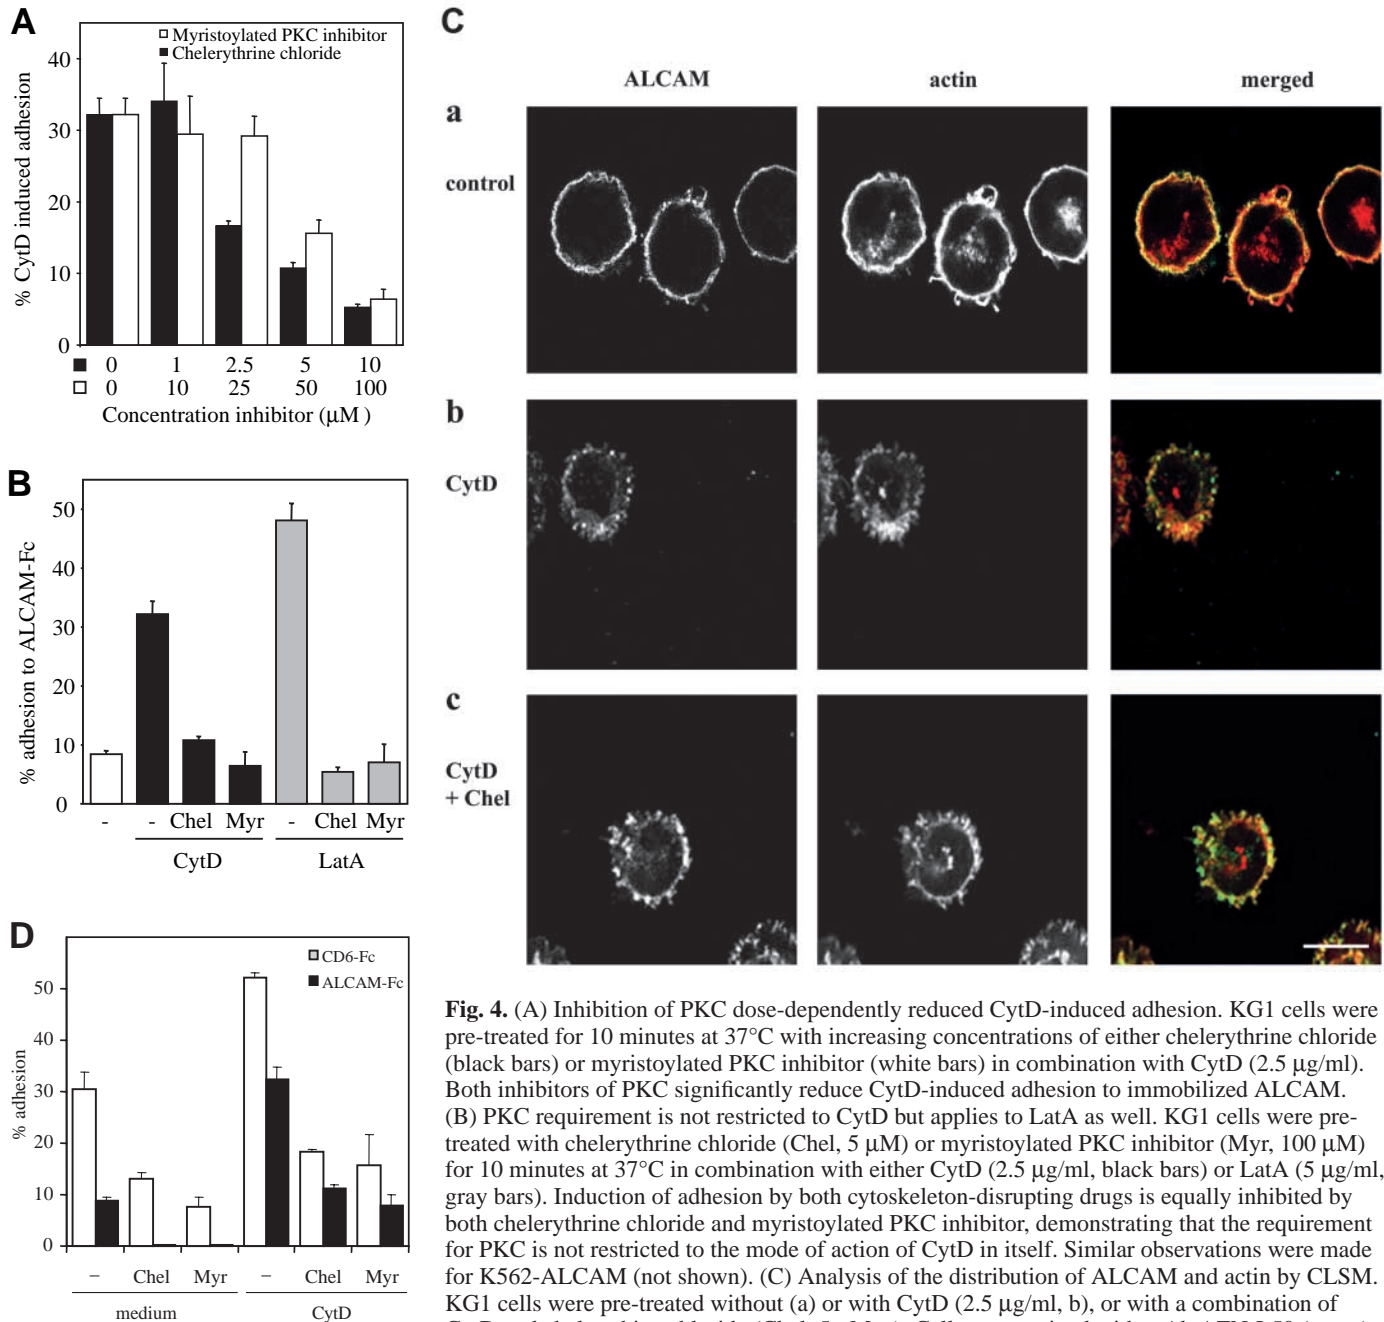 A
□ Myristoylated PKC inhibitor
■ Chelerythrine chloride
% CytD induced adhesion
40
30
20
10
0
■ 0 1 2.5 5 10
□ 0 10 25 50 100
Concentration inhibitor (μM )
B
% adhesion to ALCAM-Fc
50
40
30
20
10
0
- - Chel Myr - Chel Myr
CytD LatA
D
CD6-Fc
ALCAM-Fc
% adhesion
50
40
30
20
10
0
– Chel Myr – Chel Myr
medium CytD
C
ALCAM actin merged
a
control
b
CytD
c
CytD
+ Chel
Fig. 4. (A) Inhibition of PKC dose-dependently reduced CytD-induced adhesion. KG1 cells were
pre-treated for 10 minutes at 37°C with increasing concentrations of either chelerythrine chloride
(black bars) or myristoylated PKC inhibitor (white bars) in combination with CytD (2.5 μg/ml).
Both inhibitors of PKC significantly reduce CytD-induced adhesion to immobilized ALCAM.
(B) PKC requirement is not restricted to CytD but applies to LatA as well. KG1 cells were pre-
treated with chelerythrine chloride (Chel, 5 μM) or myristoylated PKC inhibitor (Myr, 100 μM)
for 10 minutes at 37°C in combination with either CytD (2.5 μg/ml, black bars) or LatA (5 μg/ml,
gray bars). Induction of adhesion by both cytoskeleton-disrupting drugs is equally inhibited by
both chelerythrine chloride and myristoylated PKC inhibitor, demonstrating that the requirement
for PKC is not restricted to the mode of action of CytD in itself. Similar observations were made
for K562-ALCAM (not shown). (C) Analysis of the distribution of ALCAM and actin by CLSM.
KG1 cells were pre-treated without (a) or with CytD (2.5 μg/ml, b), or with a combination of